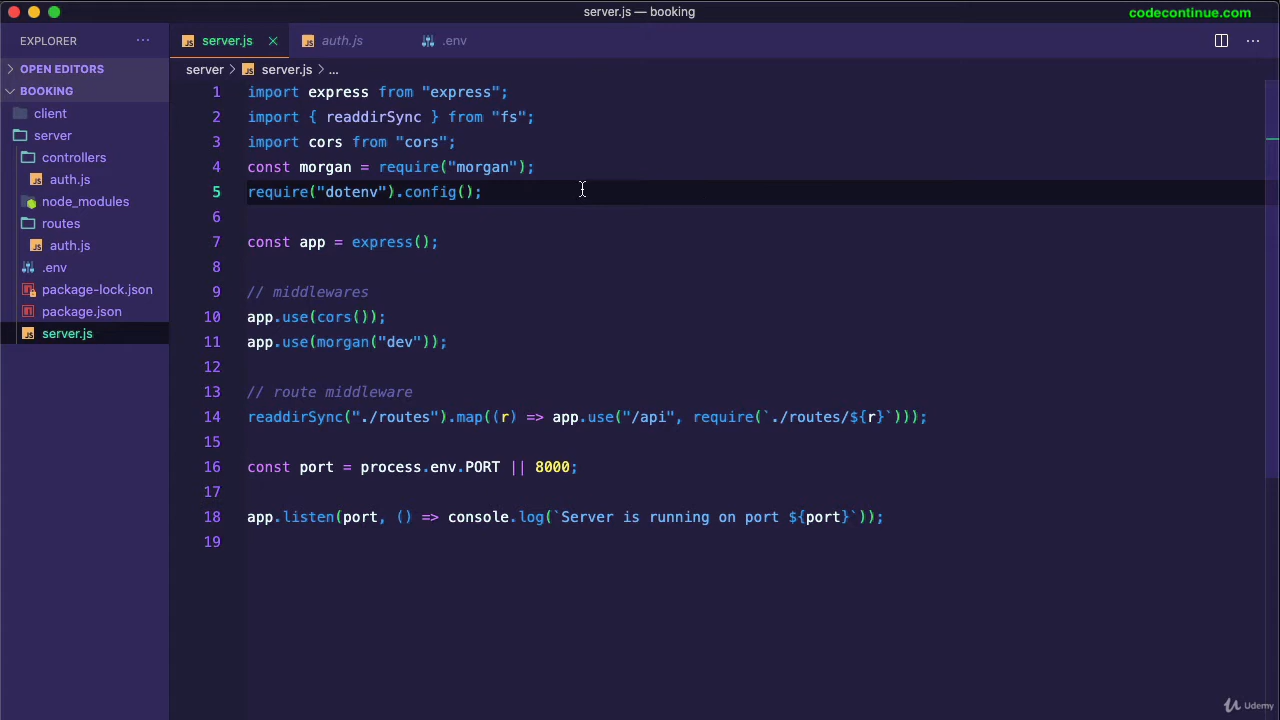 server.js — booking
codecontinue.com
EXPLORER ...
server.js × auth.js .env ...
OPEN EDITORS
server > server.js > ...
BOOKING
client
server
controllers
auth.js
node_modules
routes
auth.js
.env
package-lock.json
package.json
server.js
1 import express from "express";
2 import { readdirSync } from "fs";
3 import cors from "cors";
4 const morgan = require("morgan");
5 require("dotenv").config();
6
7 const app = express();
8
9 // middlewares
10 app.use(cors());
11 app.use(morgan("dev"));
12
13 // route middleware
14 readdirSync("./routes").map((r) => app.use("/api", require(`./routes/${r}`)));
15
16 const port = process.env.PORT || 8000;
17
18 app.listen(port, () => console.log(`Server is running on port ${port}`));
19
Udemy